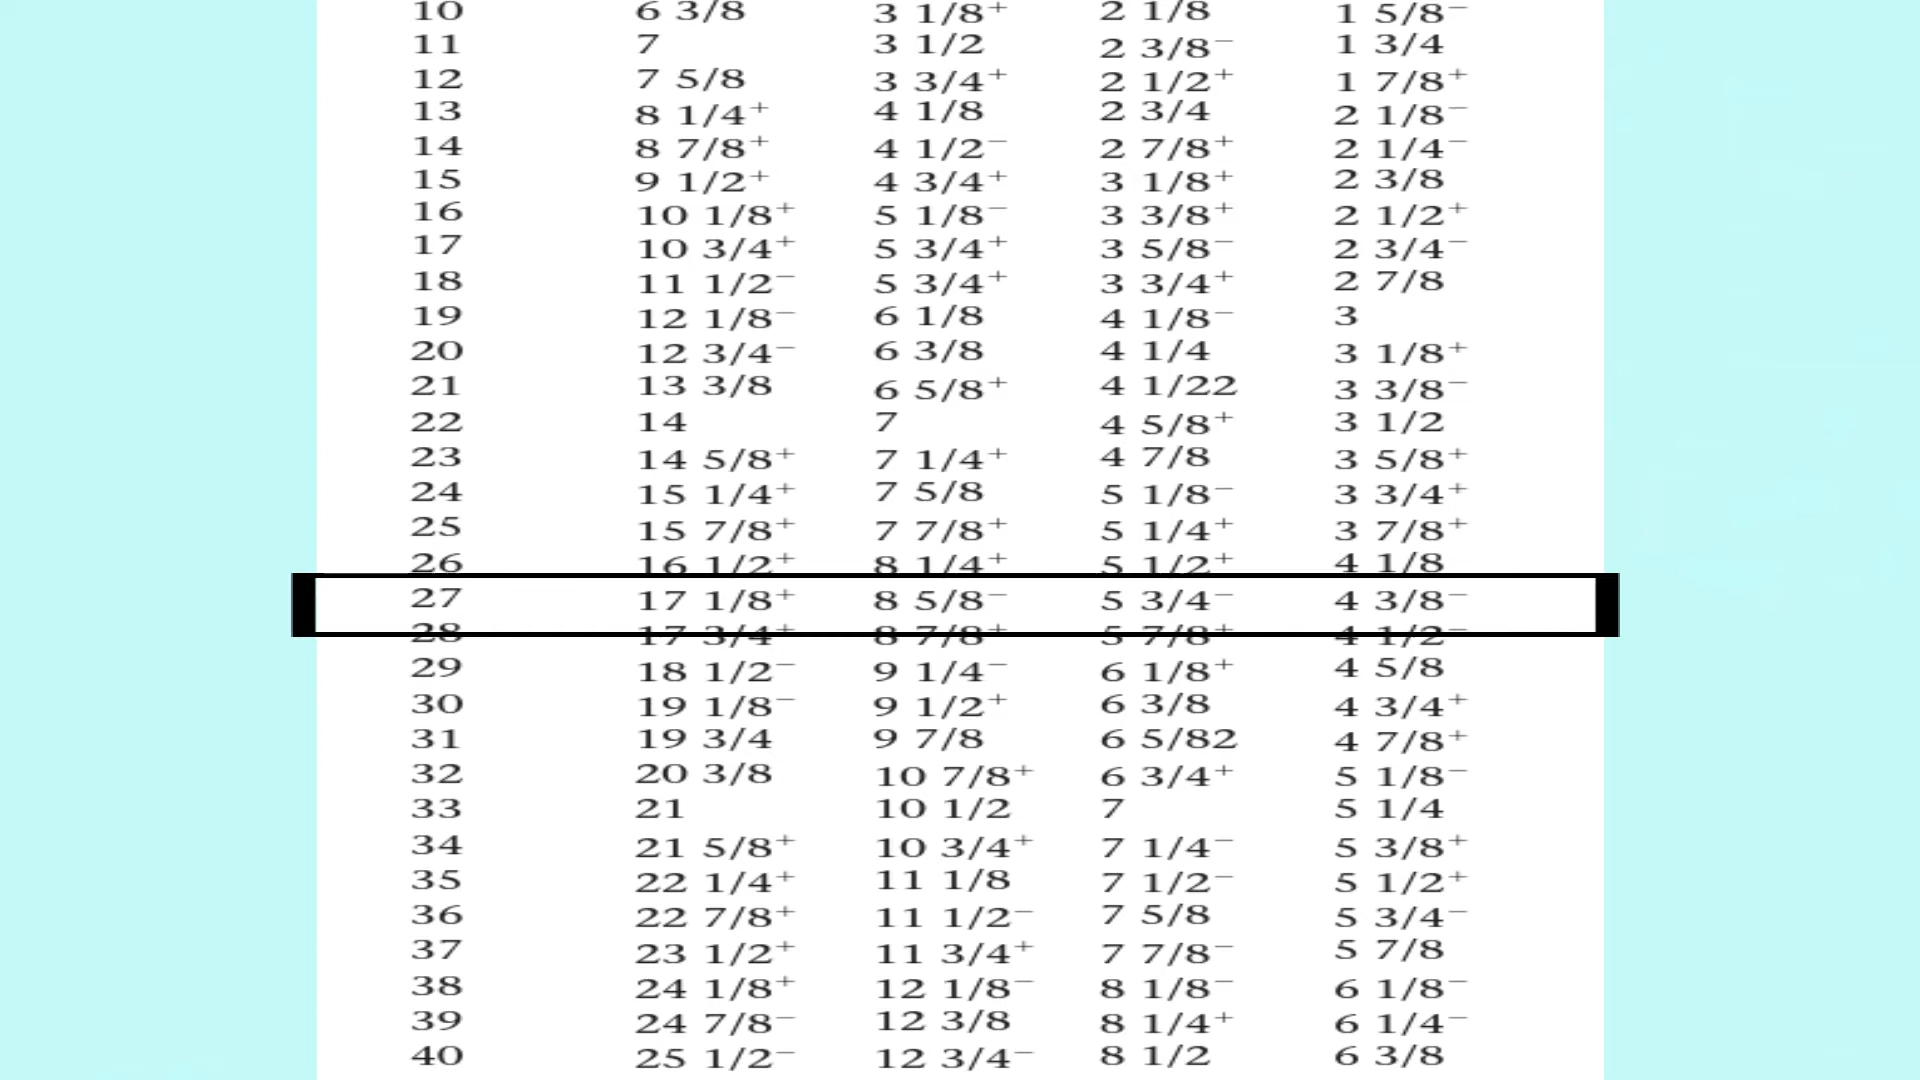 10 6 3/8 3 1/8⁺ 2 1/8 1 5/8⁻
11 7 3 1/2 2 3/8⁻ 1 3/4
12 7 5/8 3 3/4⁺ 2 1/2⁺ 1 7/8⁺
13 8 1/4⁺ 4 1/8 2 3/4 2 1/8⁻
14 8 7/8⁺ 4 1/2⁻ 2 7/8⁺ 2 1/4⁻
15 9 1/2⁺ 4 3/4⁺ 3 1/8⁺ 2 3/8
16 10 1/8⁺ 5 1/8⁻ 3 3/8⁺ 2 1/2⁺
17 10 3/4⁺ 5 3/4⁺ 3 5/8⁻ 2 3/4⁻
18 11 1/2⁻ 5 3/4⁺ 3 3/4⁺ 2 7/8
19 12 1/8⁻ 6 1/8 4 1/8⁻ 3
20 12 3/4⁻ 6 3/8 4 1/4 3 1/8⁺
21 13 3/8 6 5/8⁺ 4 1/22 3 3/8⁻
22 14 7 4 5/8⁺ 3 1/2
23 14 5/8⁺ 7 1/4⁺ 4 7/8 3 5/8⁺
24 15 1/4⁺ 7 5/8 5 1/8⁻ 3 3/4⁺
25 15 7/8⁺ 7 7/8⁺ 5 1/4⁺ 3 7/8⁺
26 16 1/2⁺ 8 1/4⁺ 5 1/2⁺ 4 1/8
27 17 1/8⁺ 8 5/8⁻ 5 3/4⁻ 4 3/8⁻
28 17 3/4⁺ 8 7/8⁺ 5 7/8⁺ 4 1/2⁻
29 18 1/2⁻ 9 1/4⁻ 6 1/8⁺ 4 5/8
30 19 1/8⁻ 9 1/2⁺ 6 3/8 4 3/4⁺
31 19 3/4 9 7/8 6 5/82 4 7/8⁺
32 20 3/8 10 7/8⁺ 6 3/4⁺ 5 1/8⁻
33 21 10 1/2 7 5 1/4
34 21 5/8⁺ 10 3/4⁺ 7 1/4⁻ 5 3/8⁺
35 22 1/4⁺ 11 1/8 7 1/2⁻ 5 1/2⁺
36 22 7/8⁺ 11 1/2⁻ 7 5/8 5 3/4⁻
37 23 1/2⁺ 11 3/4⁺ 7 7/8⁻ 5 7/8
38 24 1/8⁺ 12 1/8⁻ 8 1/8⁻ 6 1/8⁻
39 24 7/8⁻ 12 3/8 8 1/4⁺ 6 1/4⁻
40 25 1/2⁻ 12 3/4⁻ 8 1/2 6 3/8